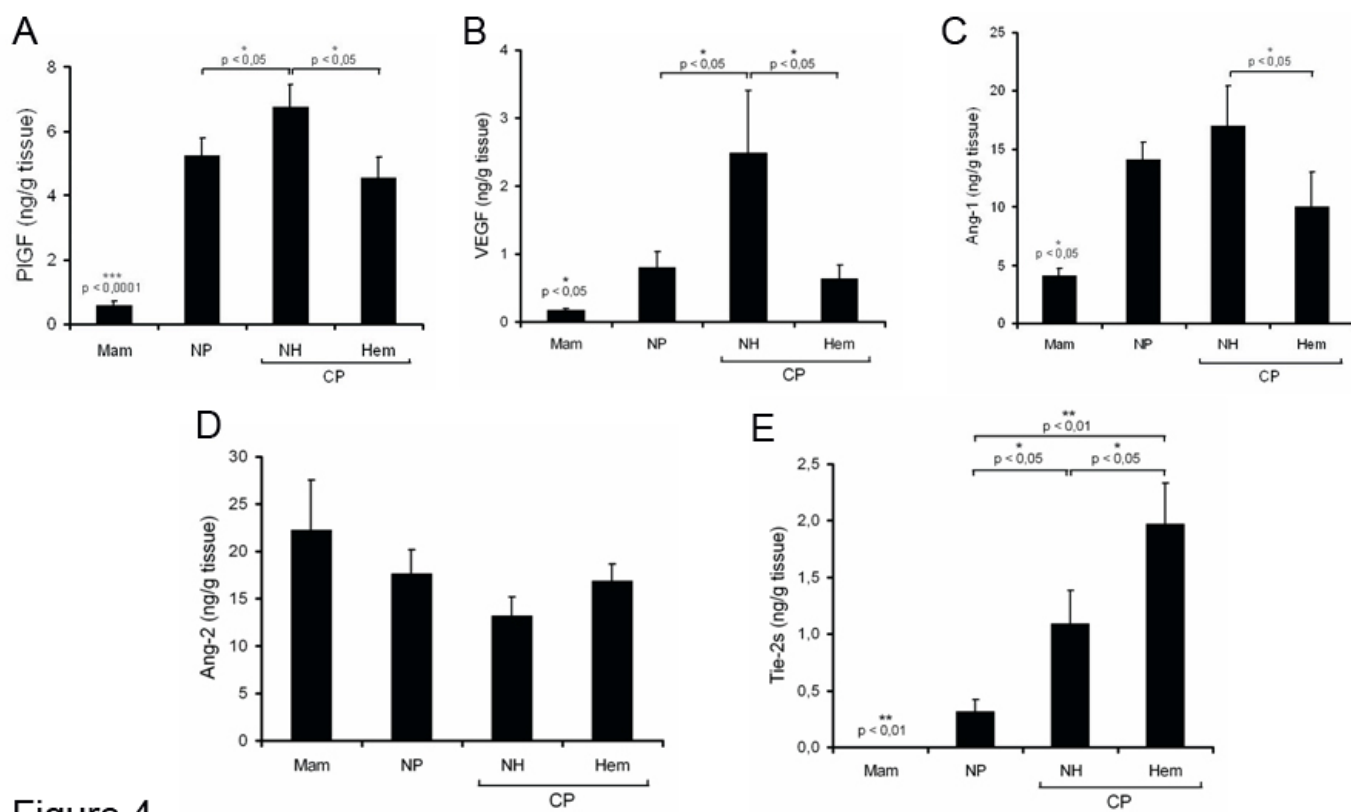 A
*
p < 0,05
*
p < 0,05
PlGF (ng/g tissue)
8
6
4
2
0
***
p < 0,0001
Mam
NP
NH
Hem
CP
B
*
p < 0,05
*
p < 0,05
VEGF (ng/g tissue)
4
3
2
1
0
*
p < 0,05
Mam
NP
NH
Hem
CP
C
*
p < 0,05
Ang-1 (ng/g tissue)
25
20
15
10
5
0
*
p < 0,05
Mam
NP
NH
Hem
CP
D
Ang-2 (ng/g tissue)
30
25
20
15
10
5
0
Mam
NP
NH
Hem
CP
E
**
p < 0,01
*
p < 0,05
*
p < 0,05
Tie-2s (ng/g tissue)
2,5
2,0
1,5
1,0
0,5
0,0
**
p < 0,01
Mam
NP
NH
Hem
CP
Figure 4